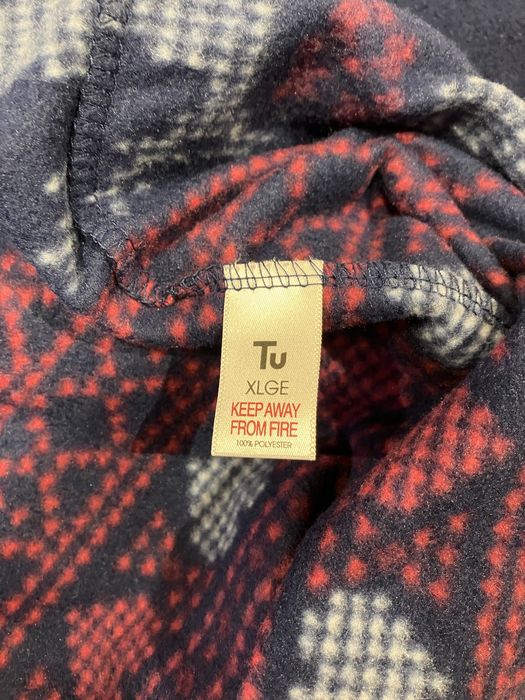 Tu
XLGE
KEEP AWAY
FROM FIRE
100% POLYESTER